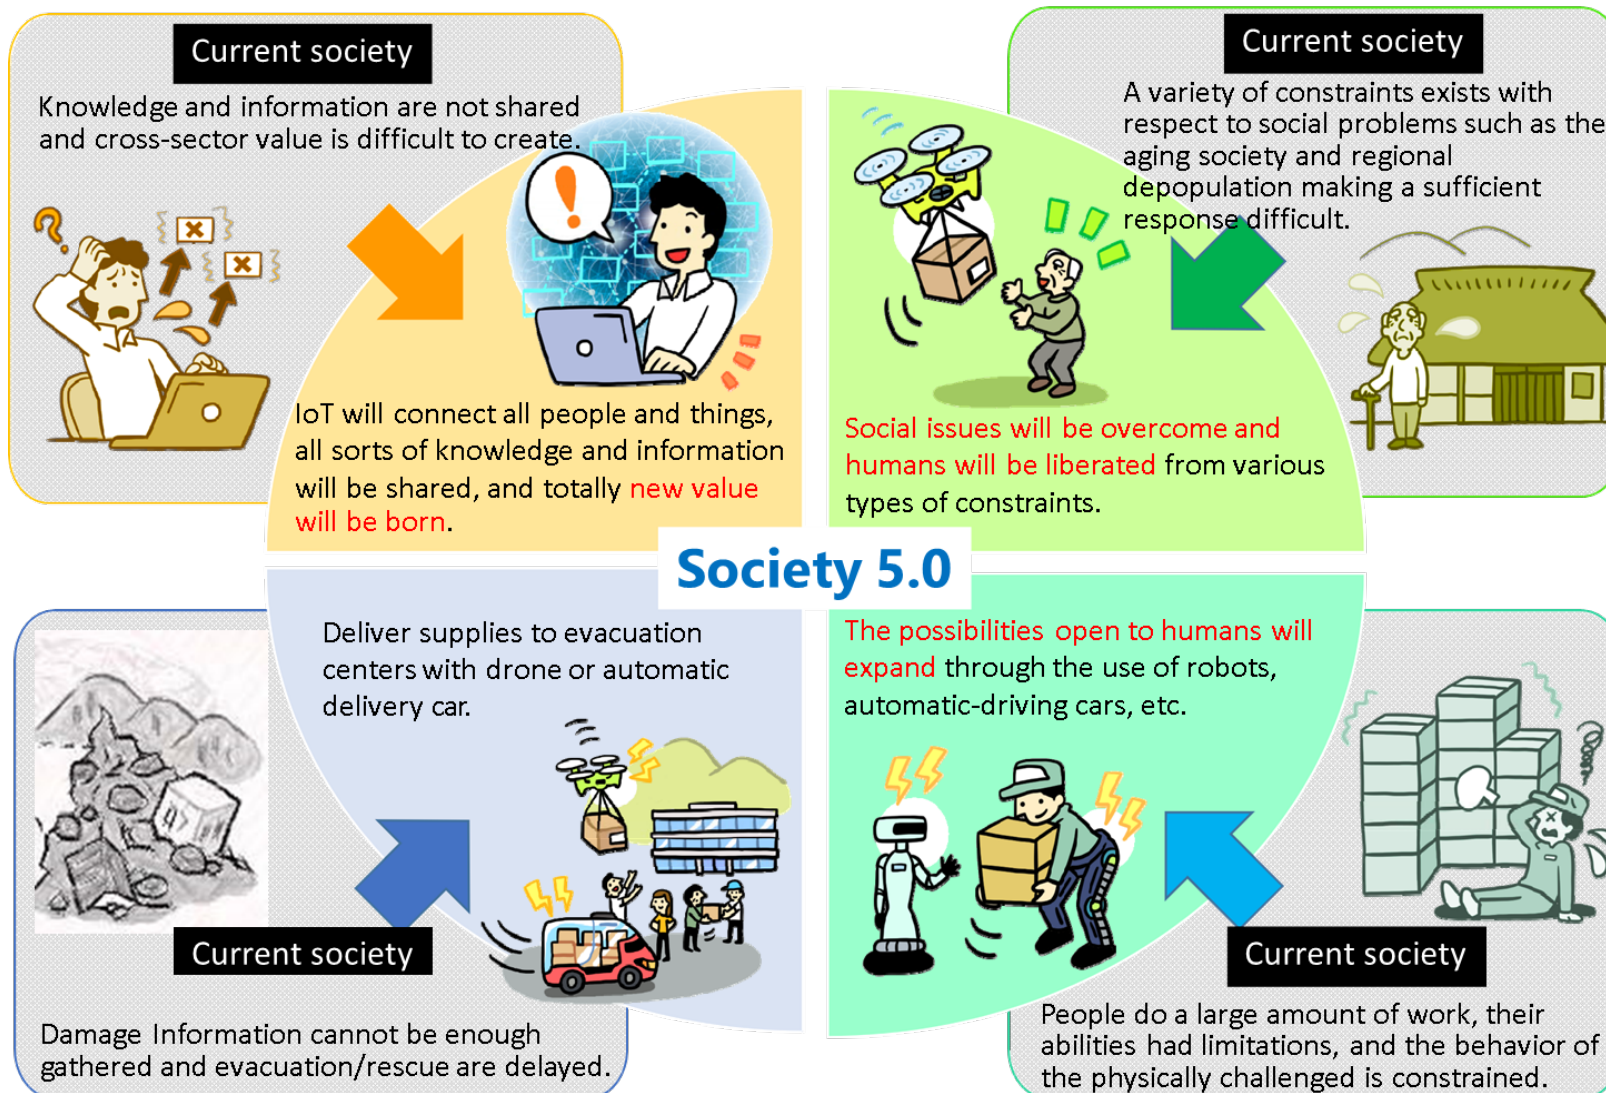 Current society
Knowledge and information are not shared
and cross-sector value is difficult to create.
IoT will connect all people and things,
all sorts of knowledge and information
will be shared, and totally new value
will be born.
Current society
A variety of constraints exists with
respect to social problems such as the
aging society and regional
depopulation making a sufficient
response difficult.
Social issues will be overcome and
humans will be liberated from various
types of constraints.
Society 5.0
Deliver supplies to evacuation
centers with drone or automatic
delivery car.
Current society
Damage Information cannot be enough
gathered and evacuation/rescue are delayed.
The possibilities open to humans will
expand through the use of robots,
automatic-driving cars, etc.
Current society
People do a large amount of work, their
abilities had limitations, and the behavior of
the physically challenged is constrained.